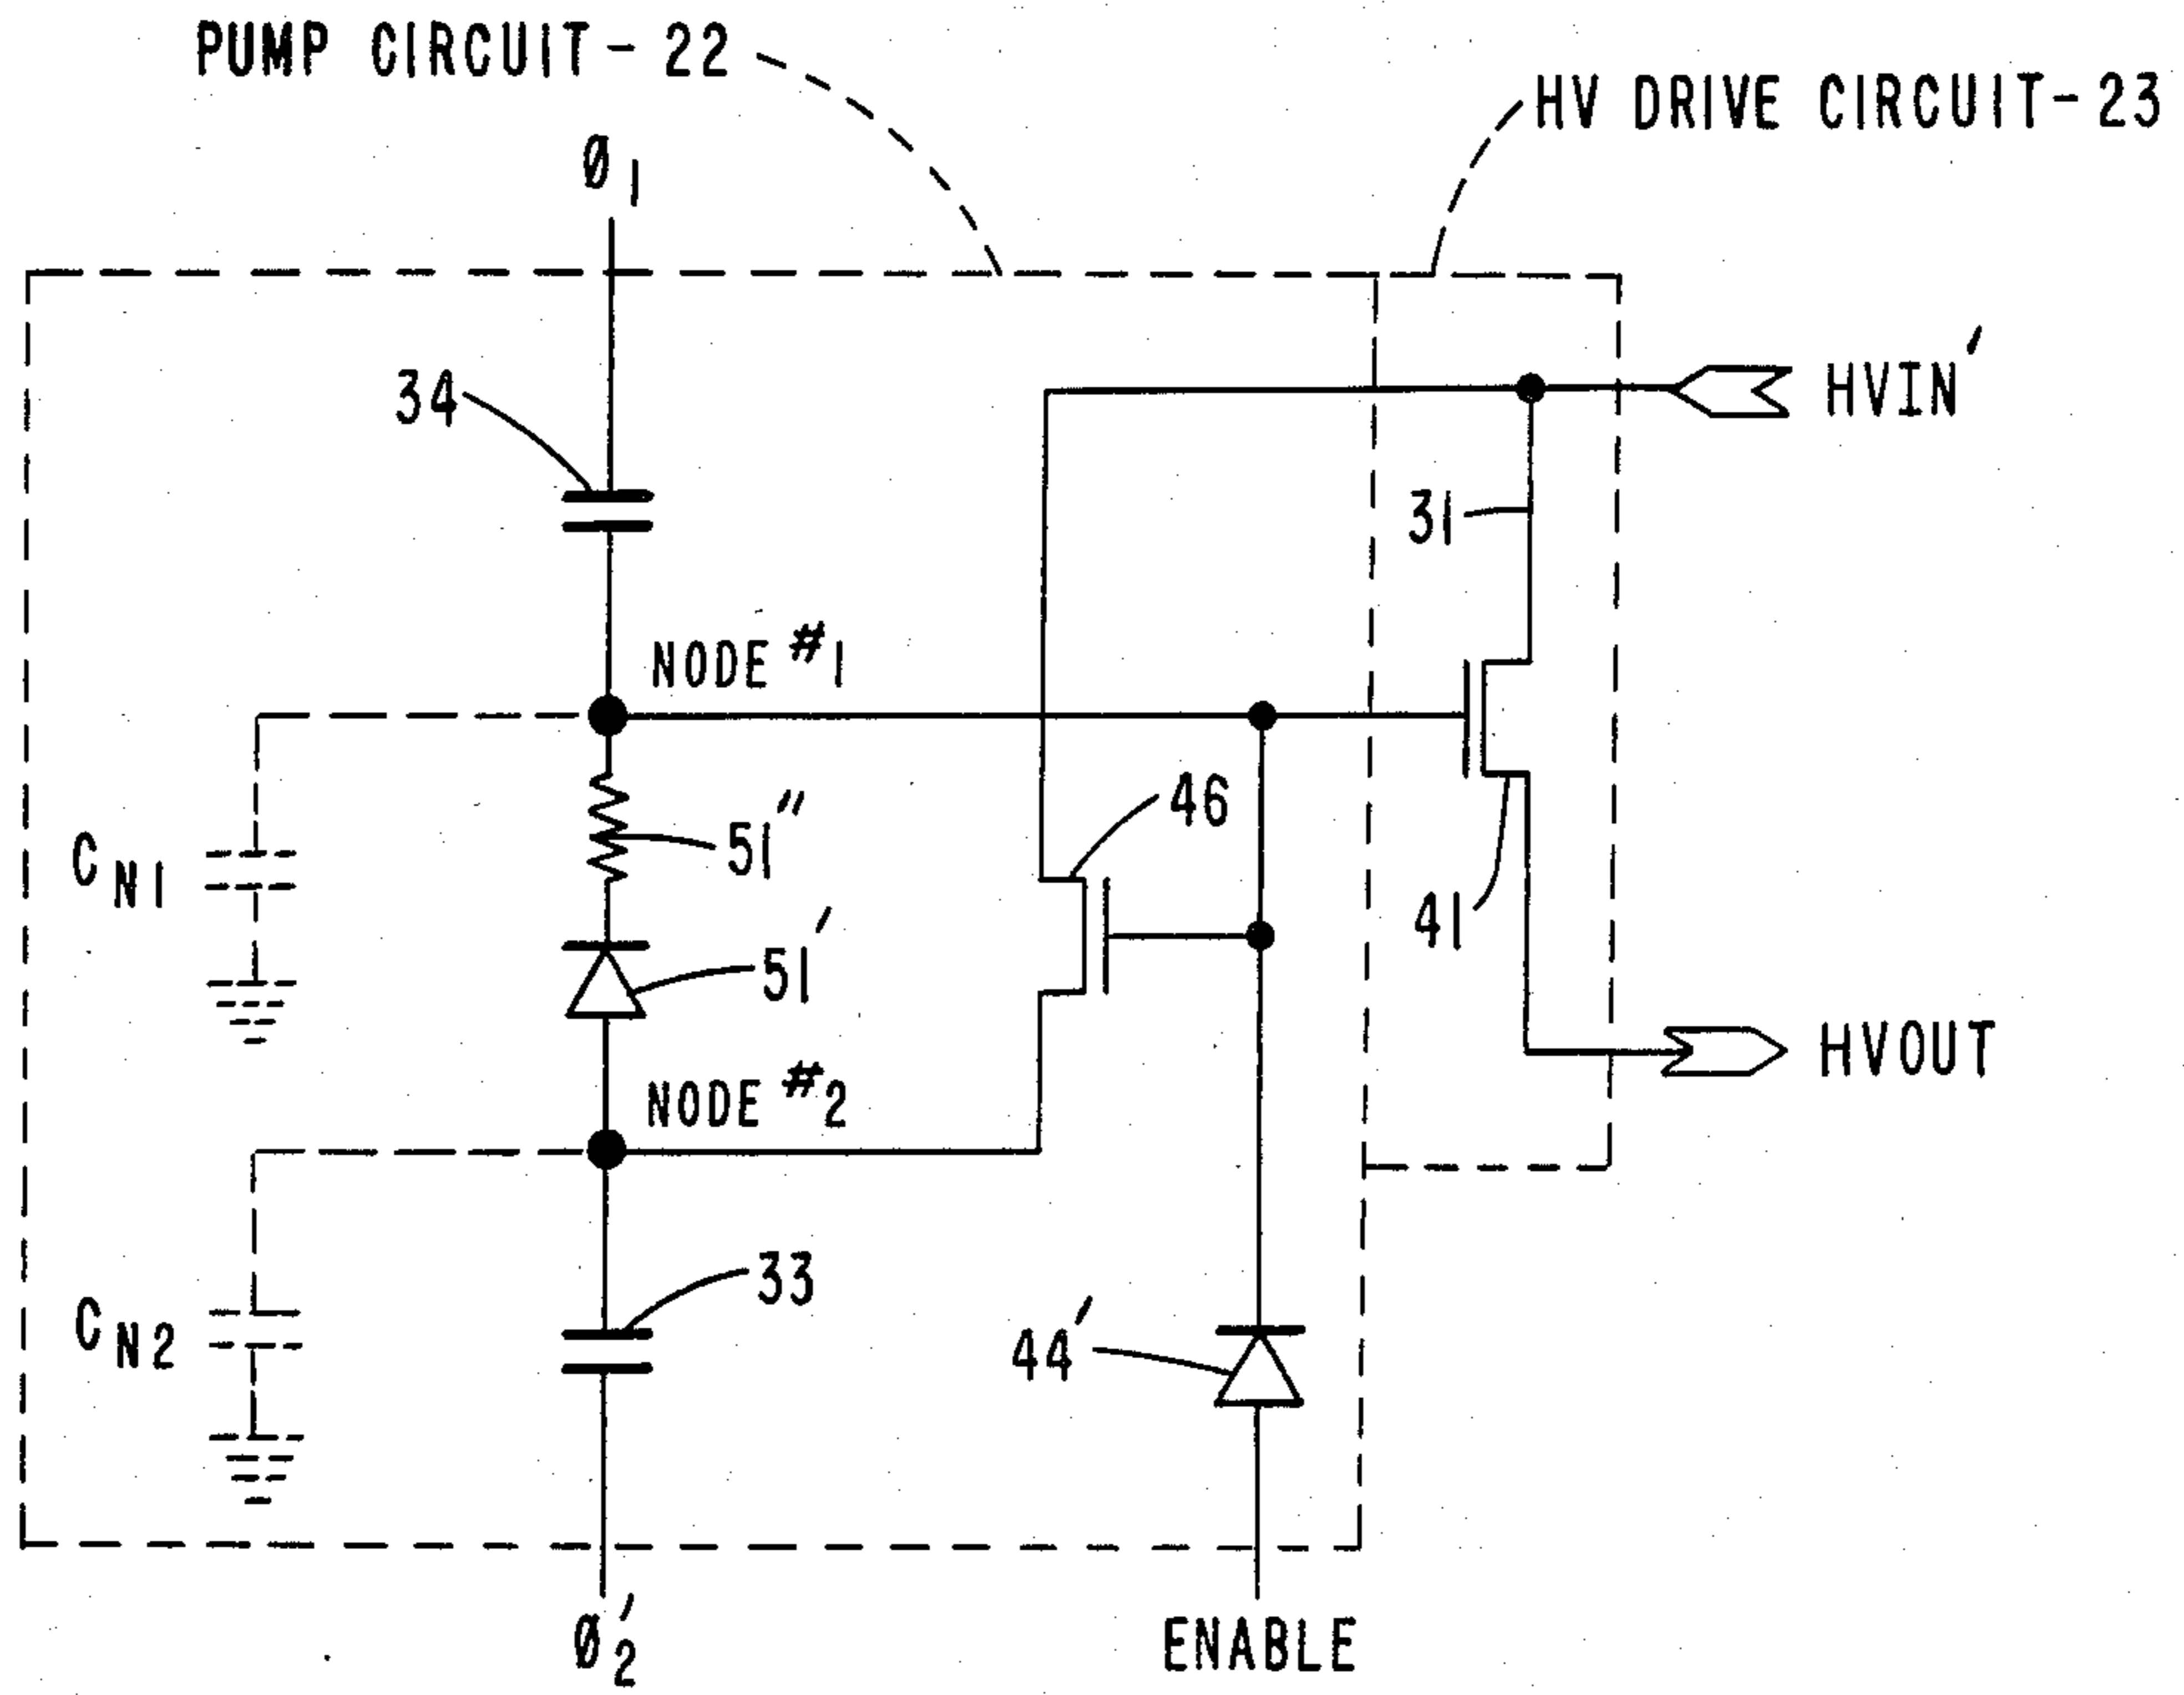 PUMP CIRCUIT-22
HV DRIVE CIRCUIT-23
Ø1
34
HVIN'
31
NODE #1
46
51"
CN1
41
51'
HVOUT
NODE #2
33
CN2
44'
Ø2'
ENABLE